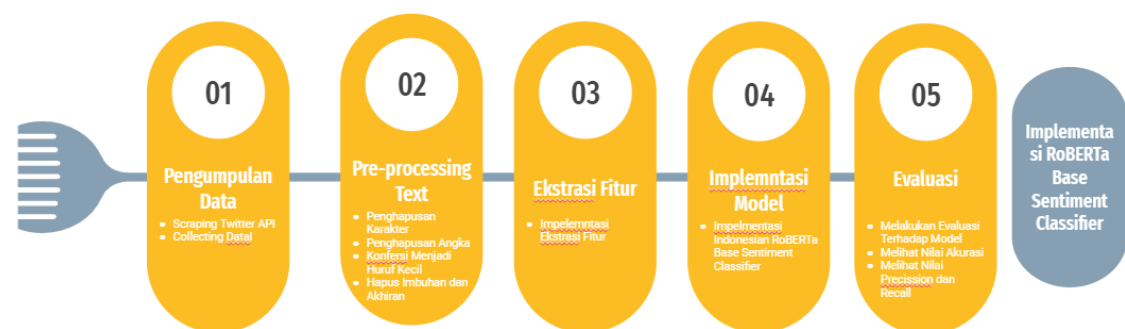 01
Pengumpulan
Data
Scraping Twitter API
Collecting Datal
02
Pre-processing
Text
Penghapusan
Karakter
Penghapusan Angka
Konfersi Menjadi
Huruf Kecil
Hapus Imbuhan dan
Akhiran
03
Ekstrasi Fitur
Impelemntasi
Ekstrasi Fitur
04
Implemntasi
Model
Impelmentasi
Indonesian RoBERTa
Base Sentiment
Classifier
05
Evaluasi
Melakukan Evaluasi
Terhadap Model
Melihat Nilai Akurasi
Melihat Nilai
Precission dan
Recall
Implementa
si RoBERTa
Base
Sentiment
Classifier